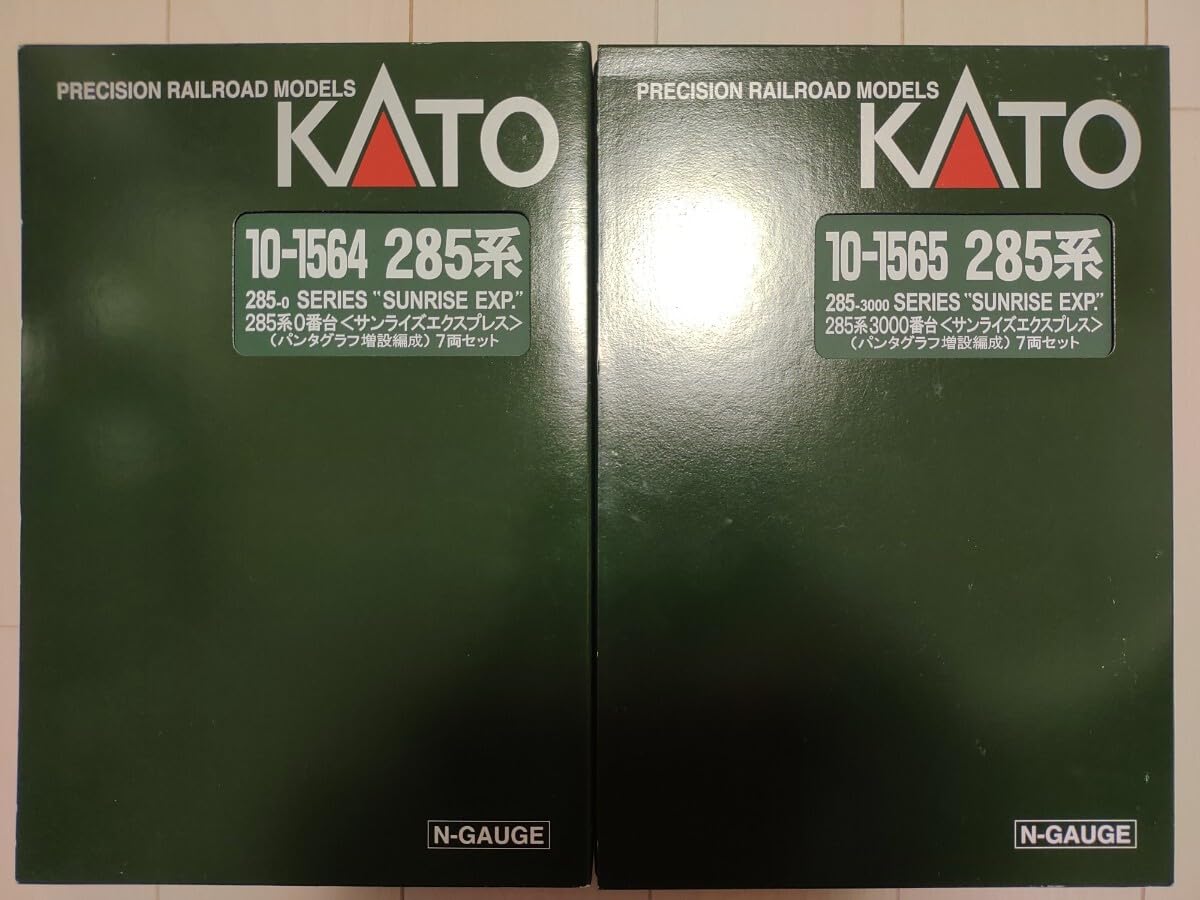 PRECISION RAILROAD MODELS
KATO
10-1564 285系
285-0 SERIES "SUNRISE EXP."
285系0番台<サンライズエクスプレス>
(パンタグラフ増設編成) 7両セット
N-GAUGE
PRECISION RAILROAD MODELS
KATO
10-1565 285系
285-3000 SERIES "SUNRISE EXP."
285系3000番台<サンライズエクスプレス>
(パンタグラフ増設編成) 7両セット
N-GAUGE